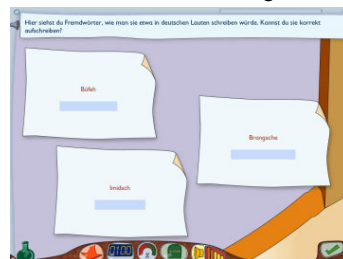 Hier siehst du Fremdwörter, wie man sie etwa in deutschen Lauten schreiben würde. Kannst du sie korrekt
aufschreiben?
Büfeh
Brangsche
Imidsch
0100